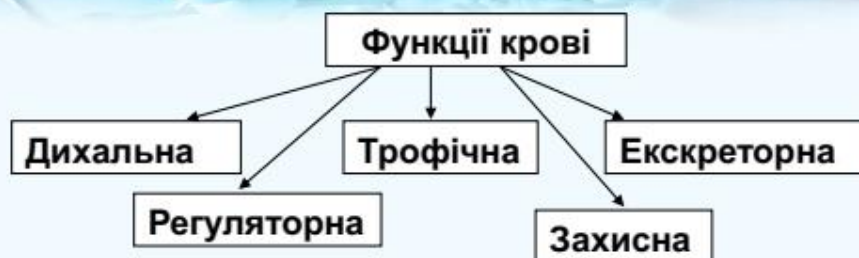 Функції крові
Дихальна
Трофічна
Екскреторна
Регуляторна
Захисна